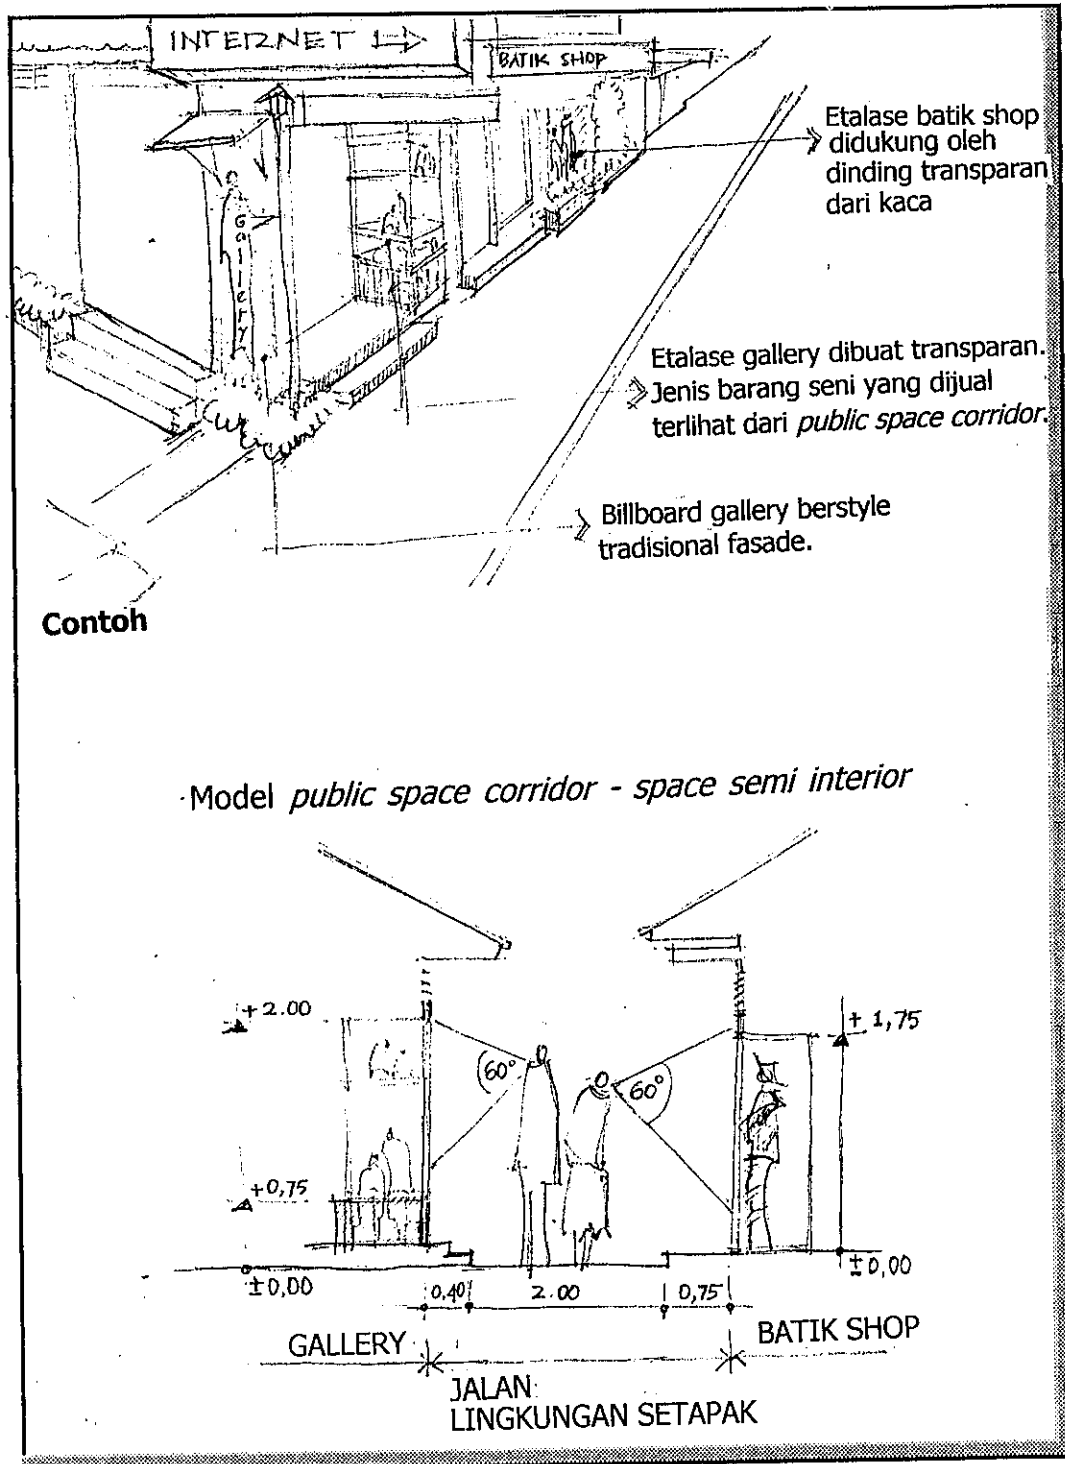 INTERNET
BATIK SHOP
Gallery
Etalase batik shop
didukung oleh
dinding transparan
dari kaca
Etalase gallery dibuat transparan.
Jenis barang seni yang dijual
terlihat dari public space corridor.
Billboard gallery berstyle
tradisional fasade.
Contoh
Model public space corridor - space semi interior
+2.00
+ 1,75
60°
60°
+0,75
±0,00
±0,00
0,40
2.00
0,75
GALLERY
BATIK SHOP
JALAN
LINGKUNGAN SETAPAK